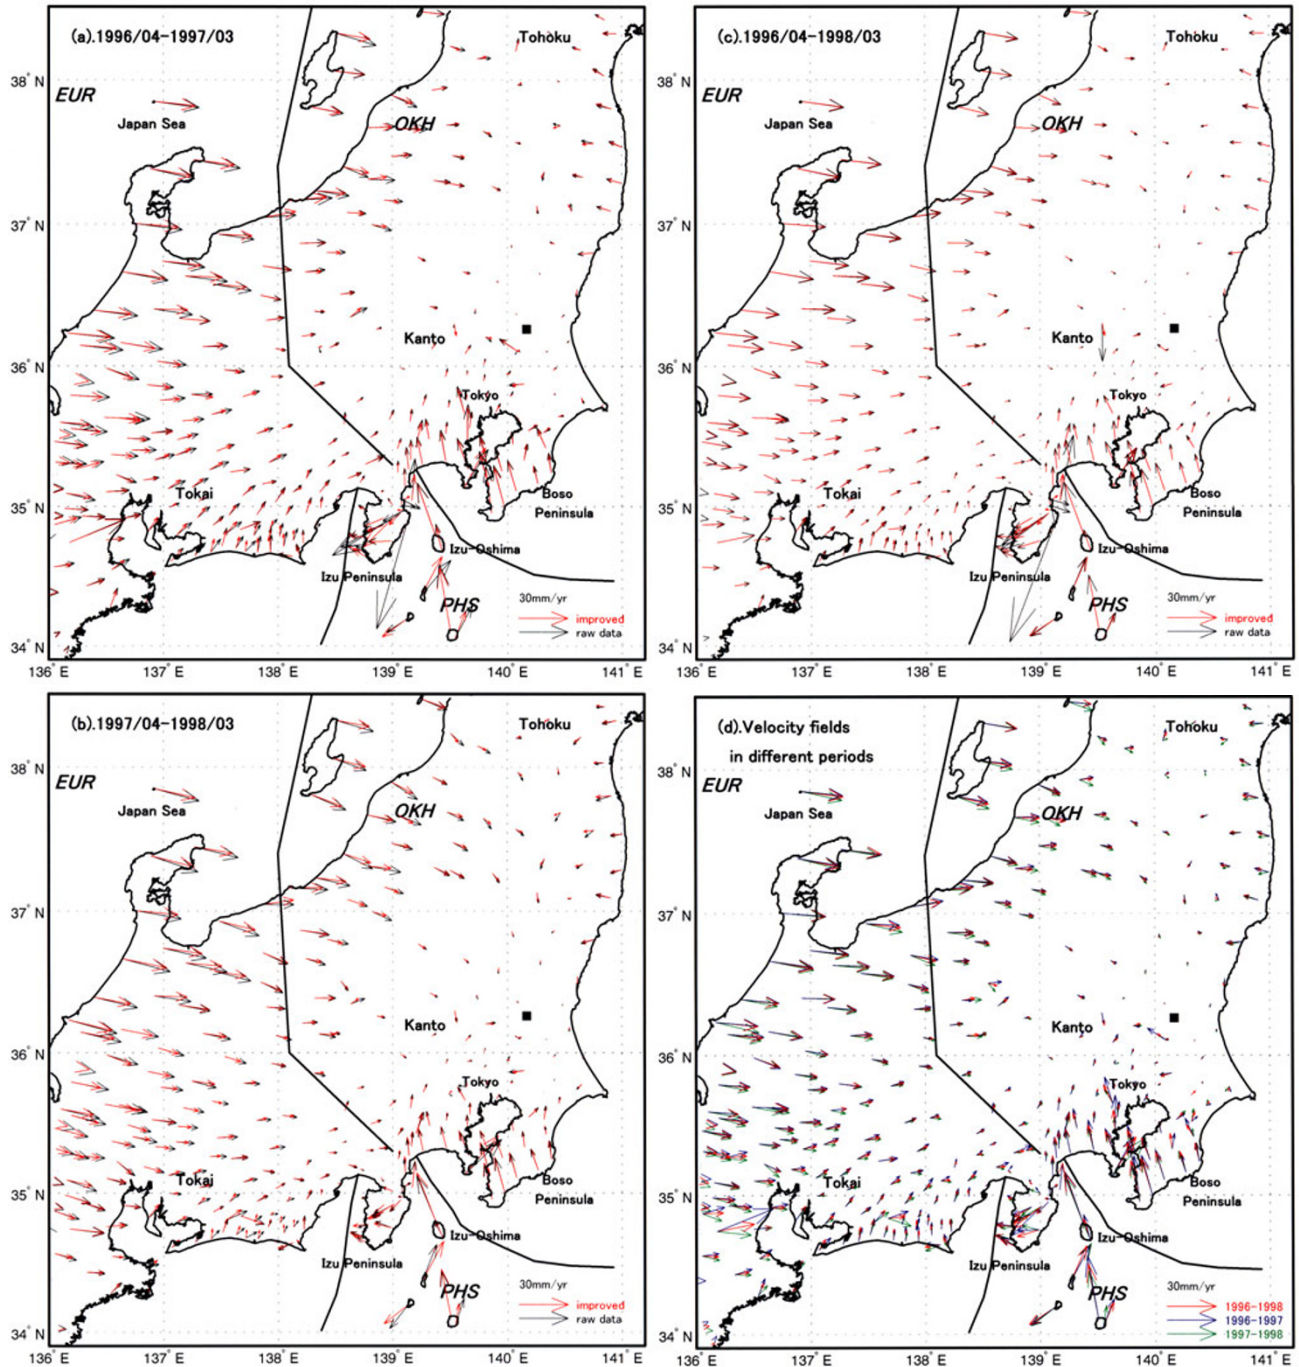 (a).1996/04-1997/03
Tohoku
38° N
EUR
Japan Sea
OKH
37° N
Kanto
36° N
Tokyo
Tokai
35° N
Boso
Peninsula
Izu-Oshima
Izu Peninsula
PHS
30mm/yr
improved
raw data
34° N
136° E
137° E
138° E
139° E
140° E
141° E
(c).1996/04-1998/03
Tohoku
38° N
EUR
Japan Sea
OKH
37° N
Kanto
36° N
Tokyo
Tokai
35° N
Boso
Peninsula
Izu-Oshima
Izu Peninsula
PHS
30mm/yr
improved
raw data
34° N
136° E
137° E
138° E
139° E
140° E
141° E
(b).1997/04-1998/03
Tohoku
38° N
EUR
Japan Sea
OKH
37° N
Kanto
36° N
Tokyo
Tokai
35° N
Boso
Peninsula
Izu-Oshima
Izu Peninsula
PHS
30mm/yr
improved
raw data
34° N
136° E
137° E
138° E
139° E
140° E
141° E
(d).Velocity fields
in different periods
Tohoku
38° N
EUR
Japan Sea
OKH
37° N
Kanto
36° N
Tokyo
Tokai
35° N
Boso
Peninsula
Izu-Oshima
Izu Peninsula
PHS
30mm/yr
1996-1998
1996-1997
1997-1998
34° N
136° E
137° E
138° E
139° E
140° E
141° E